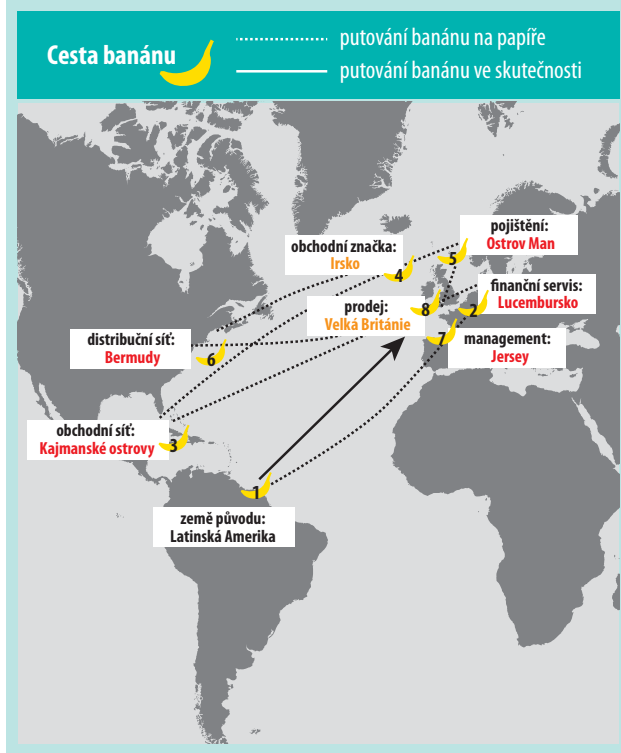 Cesta banánu
putování banánu na papíře
putování banánu ve skutečnosti
pojištění:
Ostrov Man
5
obchodní značka:
Irsko
4
finanční servis:
Lucembursko
2
prodej:
Velká Británie
8
distribuční síť:
Bermudy
6
management:
Jersey
7
obchodní síť:
Kajmanské ostrovy
3
1
země původu:
Latinská Amerika